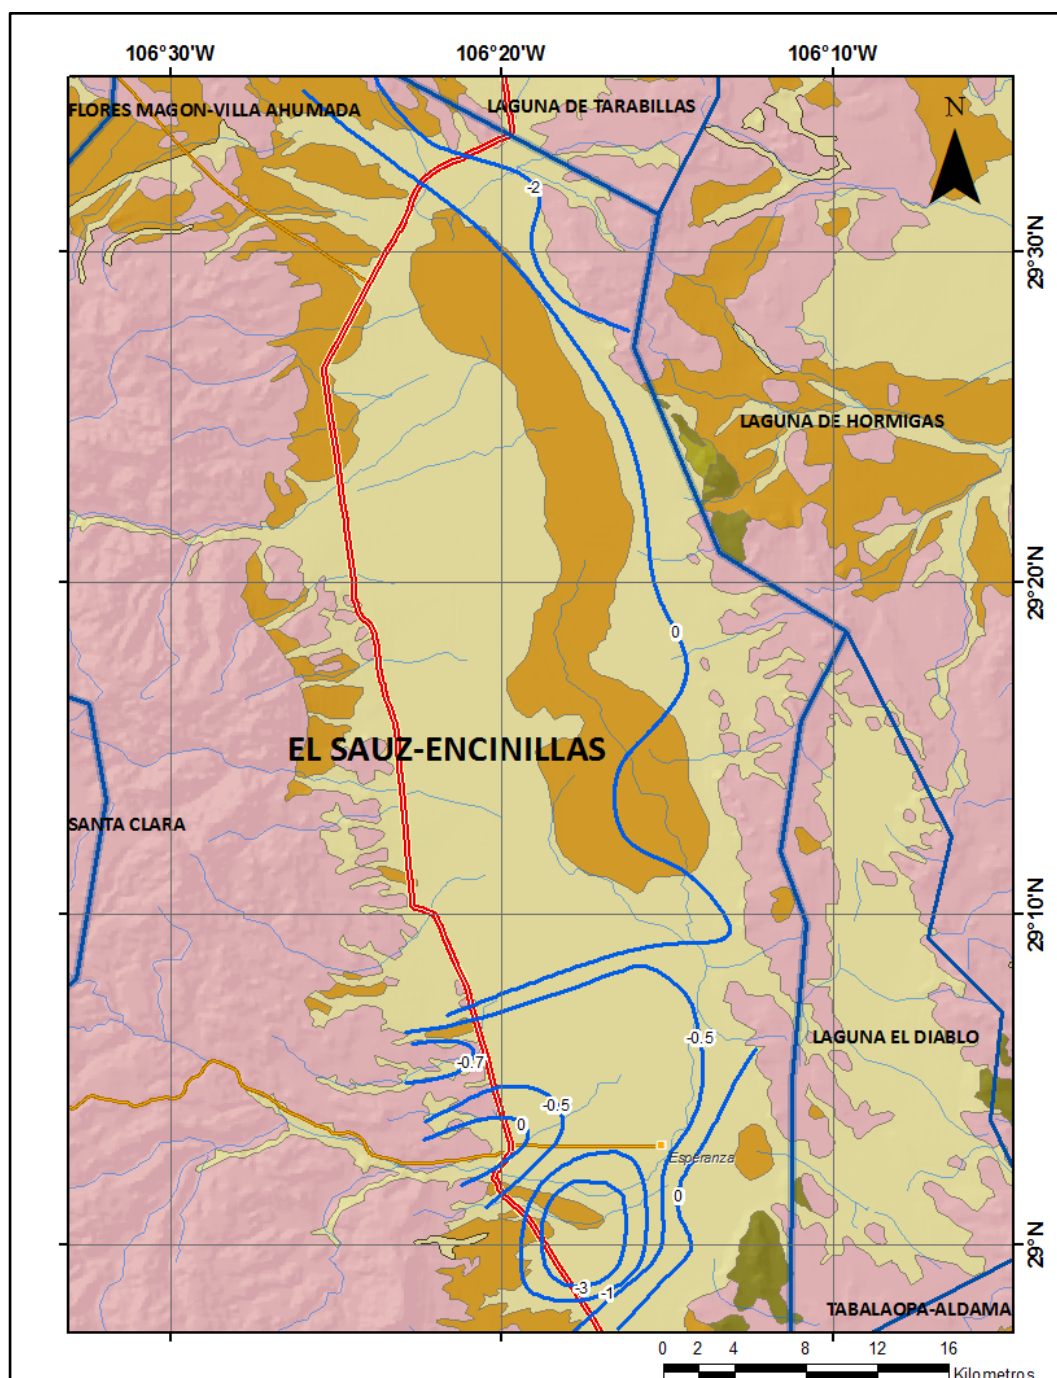 106°30'W 106°20'W 106°10'W
FLORES MAGON-VILLA AHUMADA
LAGUNA DE TARABILLAS
N
-2
29°30'N
LAGUNA DE HORMIGAS
29°20'N
0
EL SAUZ-ENCINILLAS
SANTA CLARA
29°10'N
-0.5
LAGUNA EL DIABLO
-0.7
-0.5
0
Esperanza
0
29°N
-3
-1
TABALAOPA-ALDAMA
0 2 4 8 12 16
Kilometros